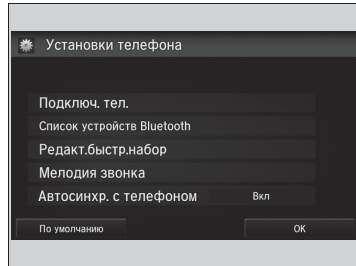 Установки телефона
Подключ. тел.
Список устройств Bluetooth
Редакт.быстр.набор
Мелодия звонка
Автосинхр. с телефоном Вкл
По умолчанию OK